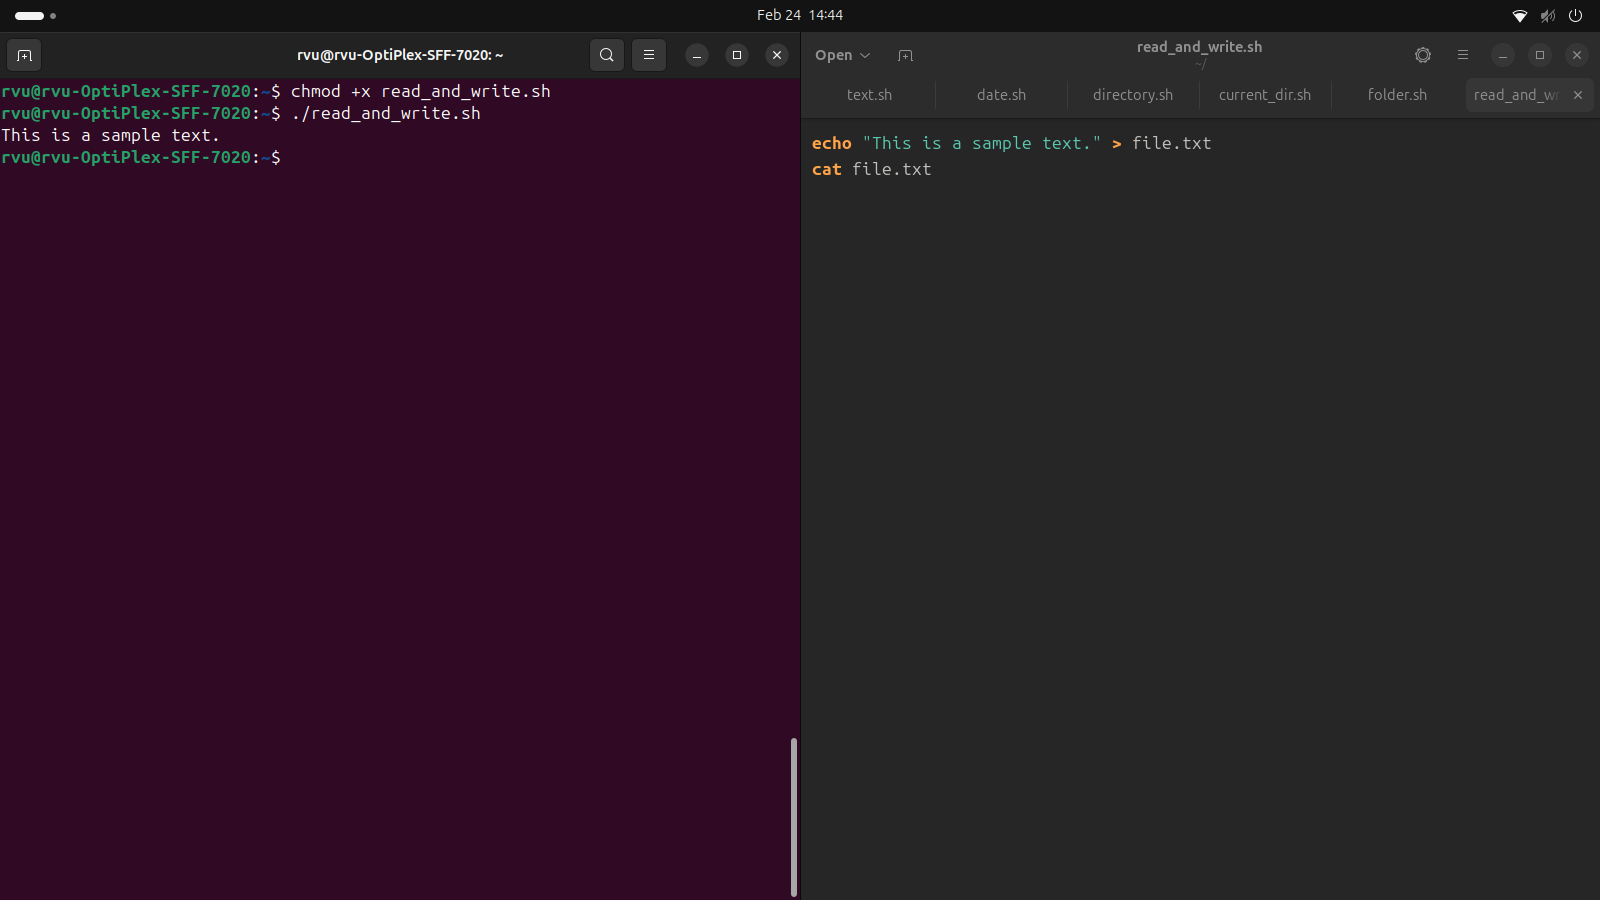 Feb 24 14:44
rvu@rvu-OptiPlex-SFF-7020: ~
rvu@rvu-OptiPlex-SFF-7020:~$ chmod +x read_and_write.sh
rvu@rvu-OptiPlex-SFF-7020:~$ ./read_and_write.sh
This is a sample text.
rvu@rvu-OptiPlex-SFF-7020:~$
Open
read_and_write.sh
~/
text.sh date.sh directory.sh current_dir.sh folder.sh read_and_wr
echo "This is a sample text." > file.txt
cat file.txt